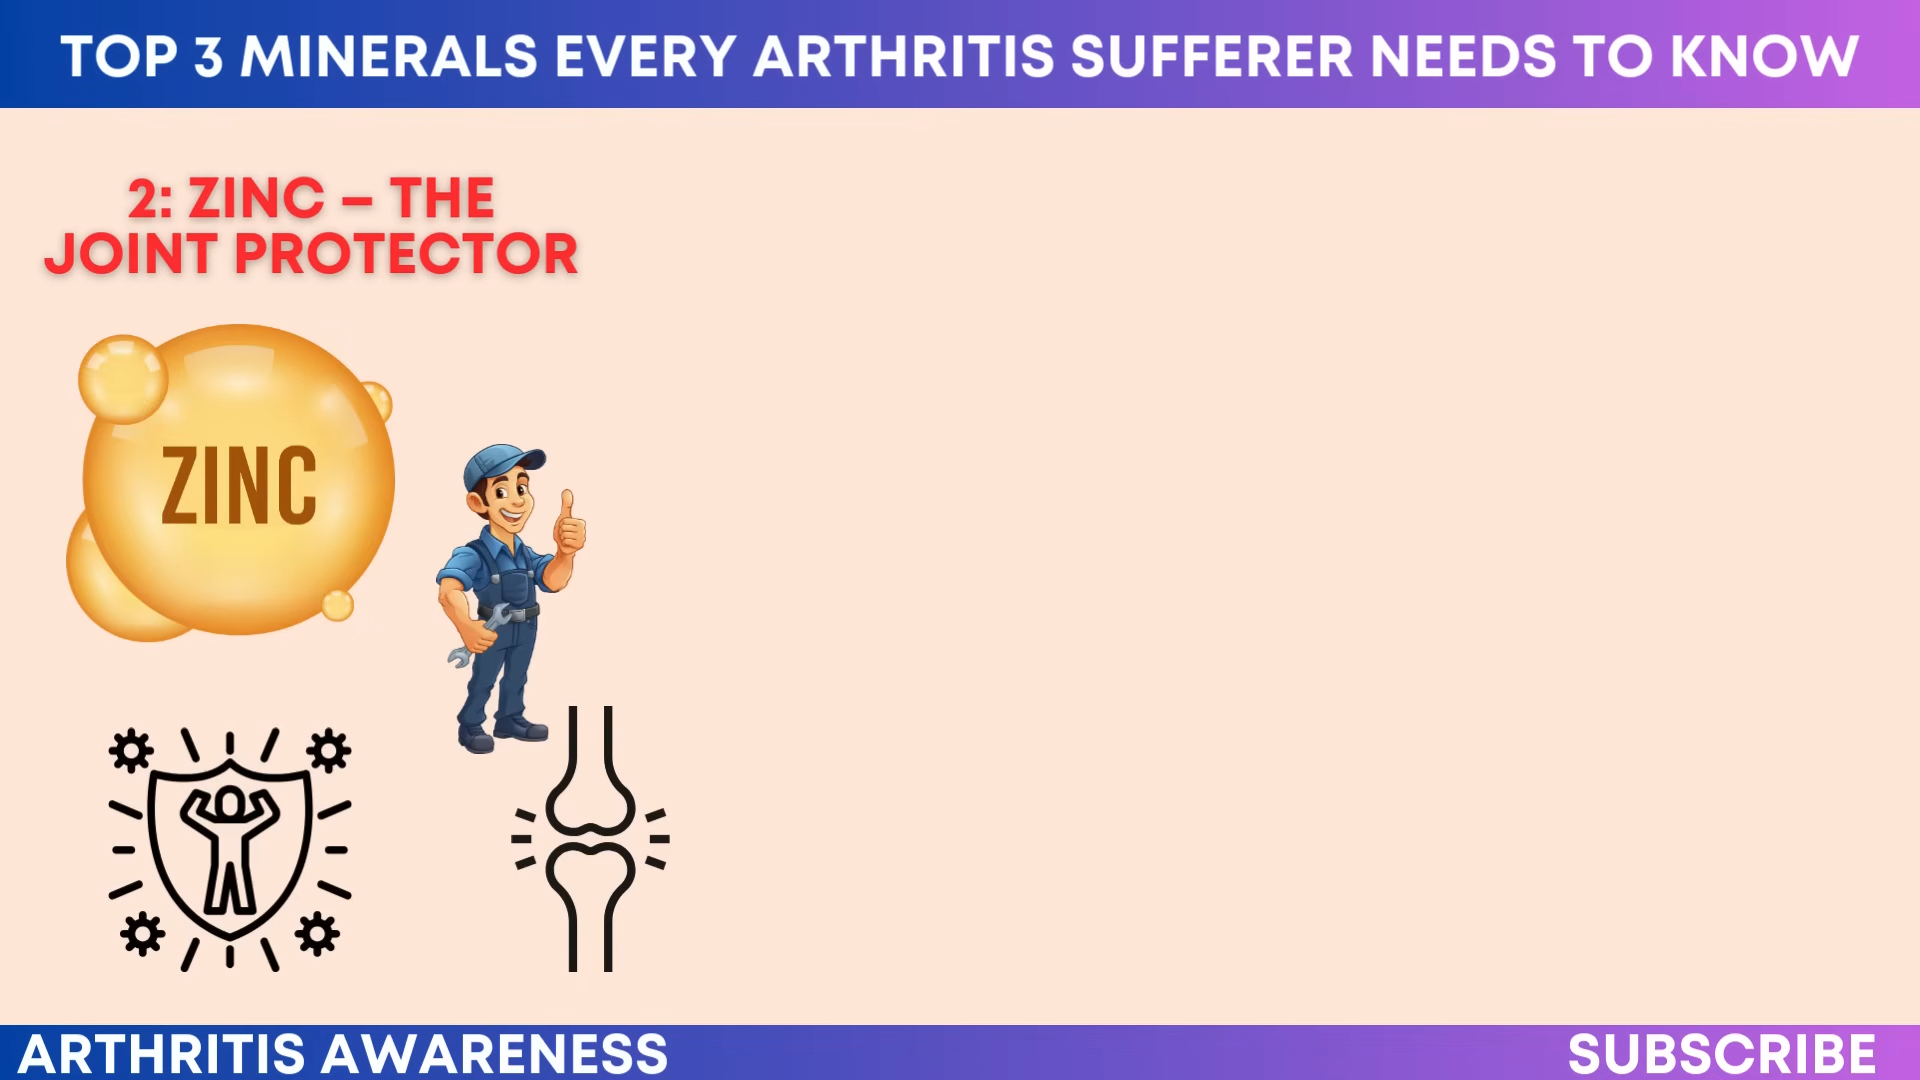 TOP 3 MINERALS EVERY ARTHRITIS SUFFERER NEEDS TO KNOW
2: ZINC – THE
JOINT PROTECTOR
ZINC
ARTHRITIS AWARENESS
SUBSCRIBE